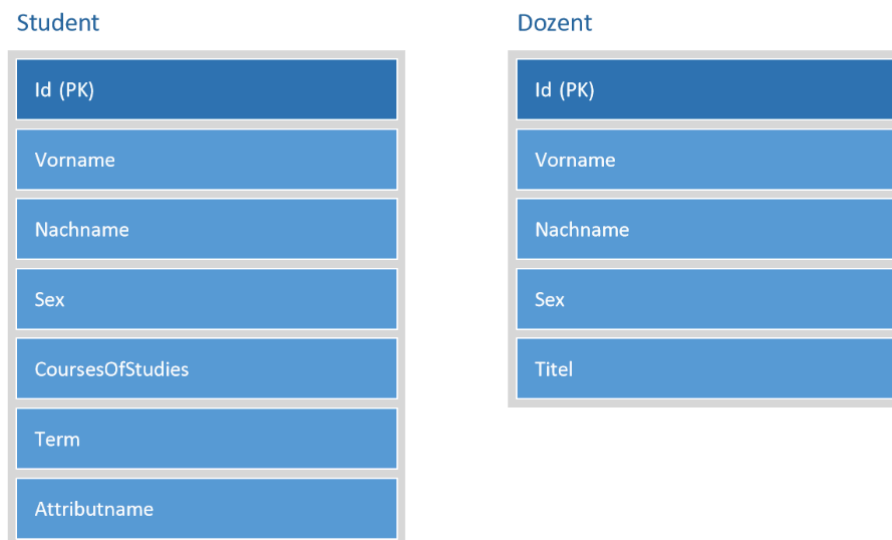 Student
Id (PK)
Vorname
Nachname
Sex
CoursesOfStudies
Term
Attributname
Dozent
Id (PK)
Vorname
Nachname
Sex
Titel